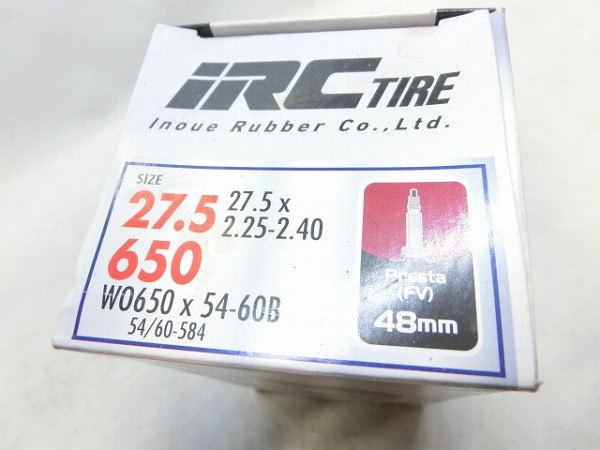 iRC TIRE
Inoue Rubber Co.,Ltd.
SIZE
27.5 27.5 x
2.25-2.40
650
WO650 x 54-60B
54/60-584
Presta
(FV)
48mm